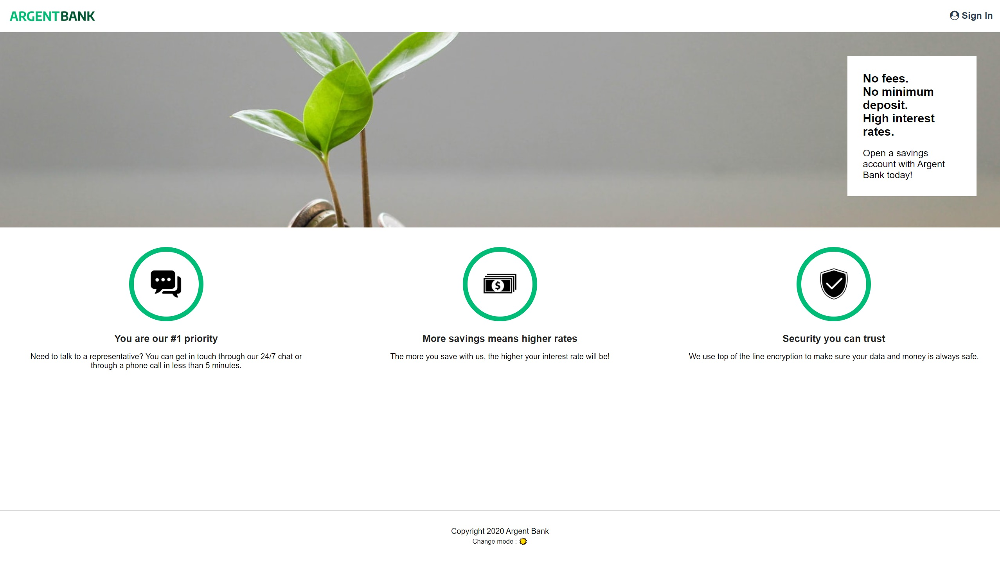 ARGENTBANK
Sign In
No fees.
No minimum
deposit.
High interest
rates.
Open a savings
account with Argent
Bank today!
You are our #1 priority
Need to talk to a representative? You can get in touch through our 24/7 chat or
through a phone call in less than 5 minutes.
More savings means higher rates
The more you save with us, the higher your interest rate will be!
Security you can trust
We use top of the line encryption to make sure your data and money is always safe.
Copyright 2020 Argent Bank
Change mode :